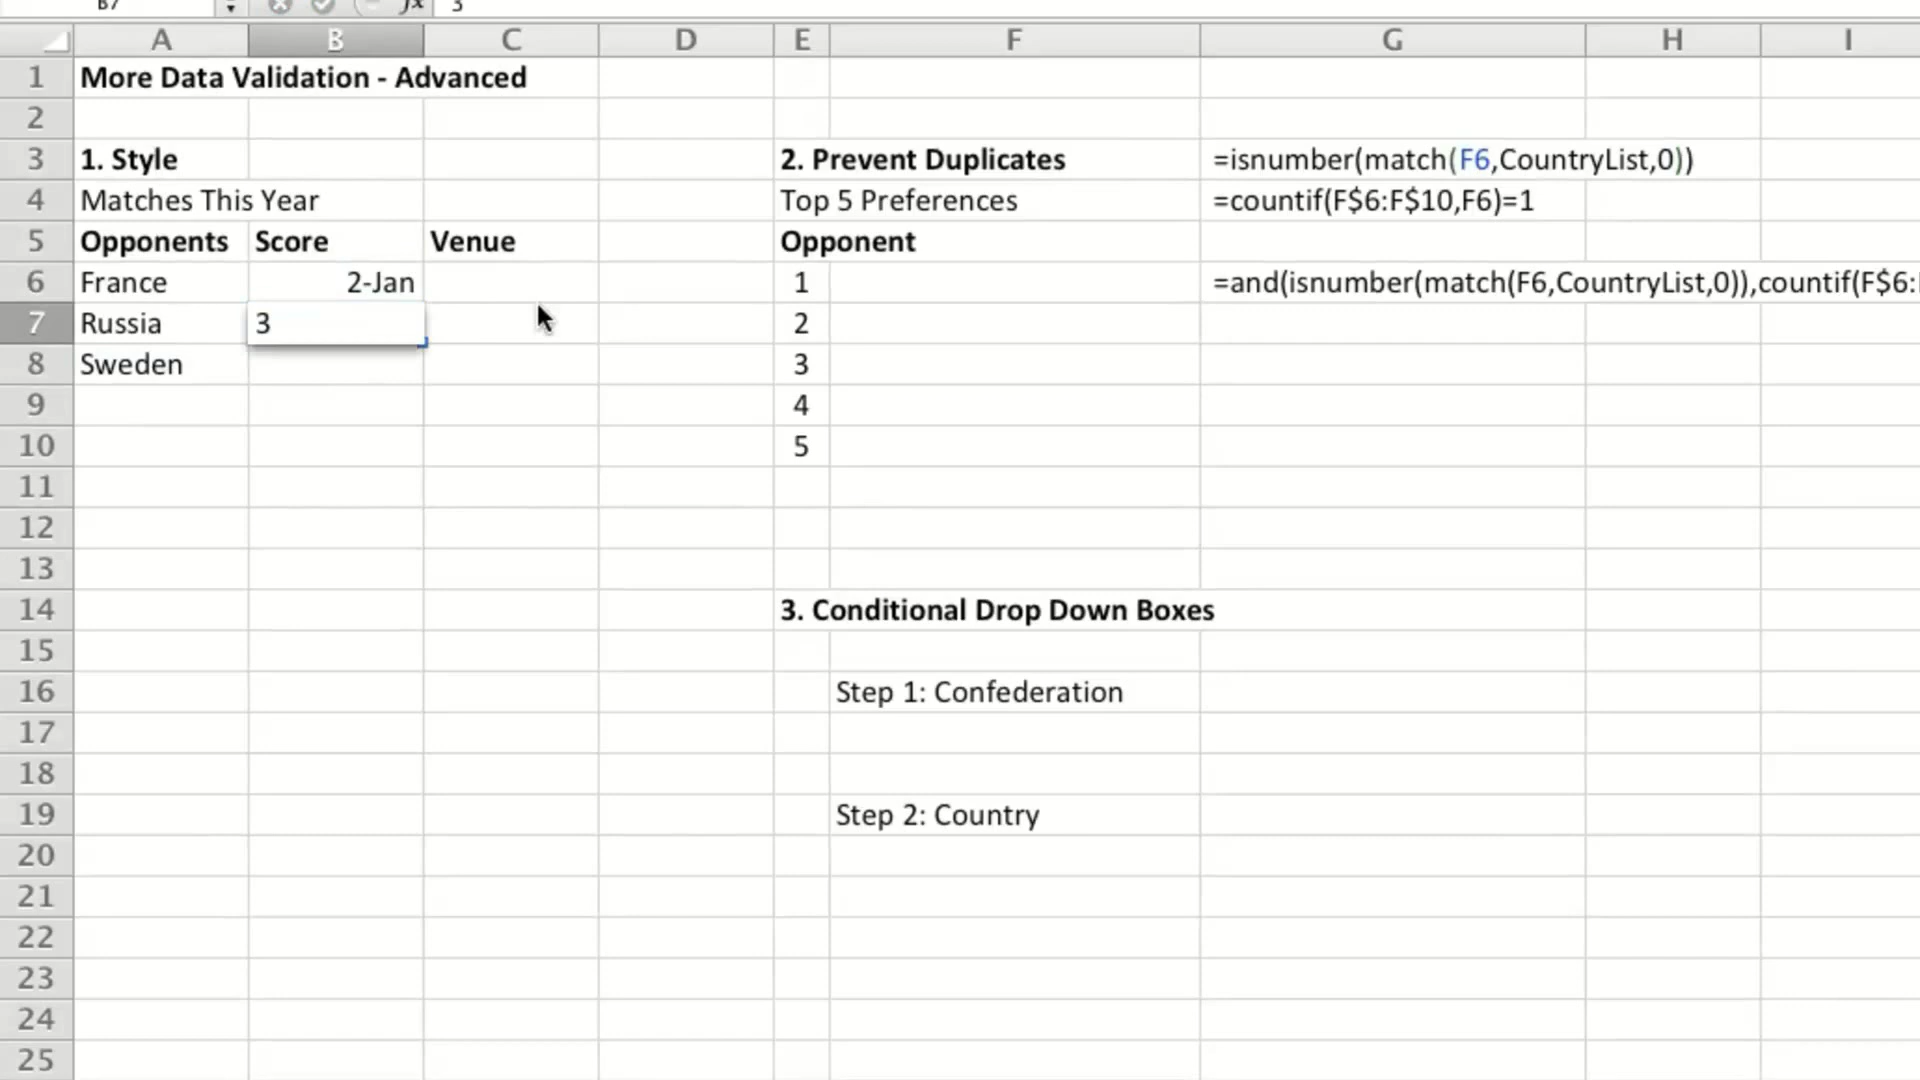 B7 fx 3
A B C D E F G H I
1 More Data Validation - Advanced
2
3 1. Style 2. Prevent Duplicates =isnumber(match(F6,CountryList,0))
4 Matches This Year Top 5 Preferences =countif(F$6:F$10,F6)=1
5 Opponents Score Venue Opponent
6 France 2-Jan 1 =and(isnumber(match(F6,CountryList,0)),countif(F$6:
7 Russia 3 2
8 Sweden 3
9 4
10 5
11
12
13
14 3. Conditional Drop Down Boxes
15
16 Step 1: Confederation
17
18
19 Step 2: Country
20
21
22
23
24
25